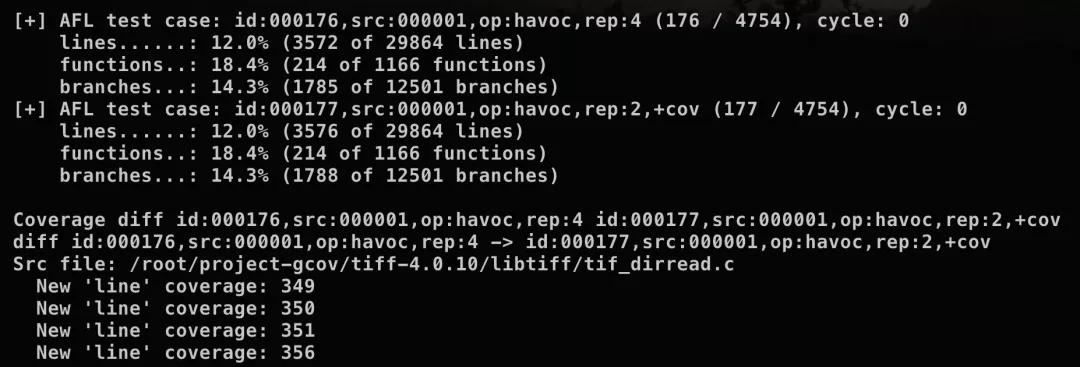 [+] AFL test case: id:000176,src:000001,op:havoc,rep:4 (176 / 4754), cycle: 0
    lines......: 12.0% (3572 of 29864 lines)
    functions..: 18.4% (214 of 1166 functions)
    branches...: 14.3% (1785 of 12501 branches)
[+] AFL test case: id:000177,src:000001,op:havoc,rep:2,+cov (177 / 4754), cycle: 0
    lines......: 12.0% (3576 of 29864 lines)
    functions..: 18.4% (214 of 1166 functions)
    branches...: 14.3% (1788 of 12501 branches)

Coverage diff id:000176,src:000001,op:havoc,rep:4 id:000177,src:000001,op:havoc,rep:2,+cov
diff id:000176,src:000001,op:havoc,rep:4 -> id:000177,src:000001,op:havoc,rep:2,+cov
Src file: /root/project-gcov/tiff-4.0.10/libtiff/tif_dirread.c
  New 'line' coverage: 349
  New 'line' coverage: 350
  New 'line' coverage: 351
  New 'line' coverage: 356